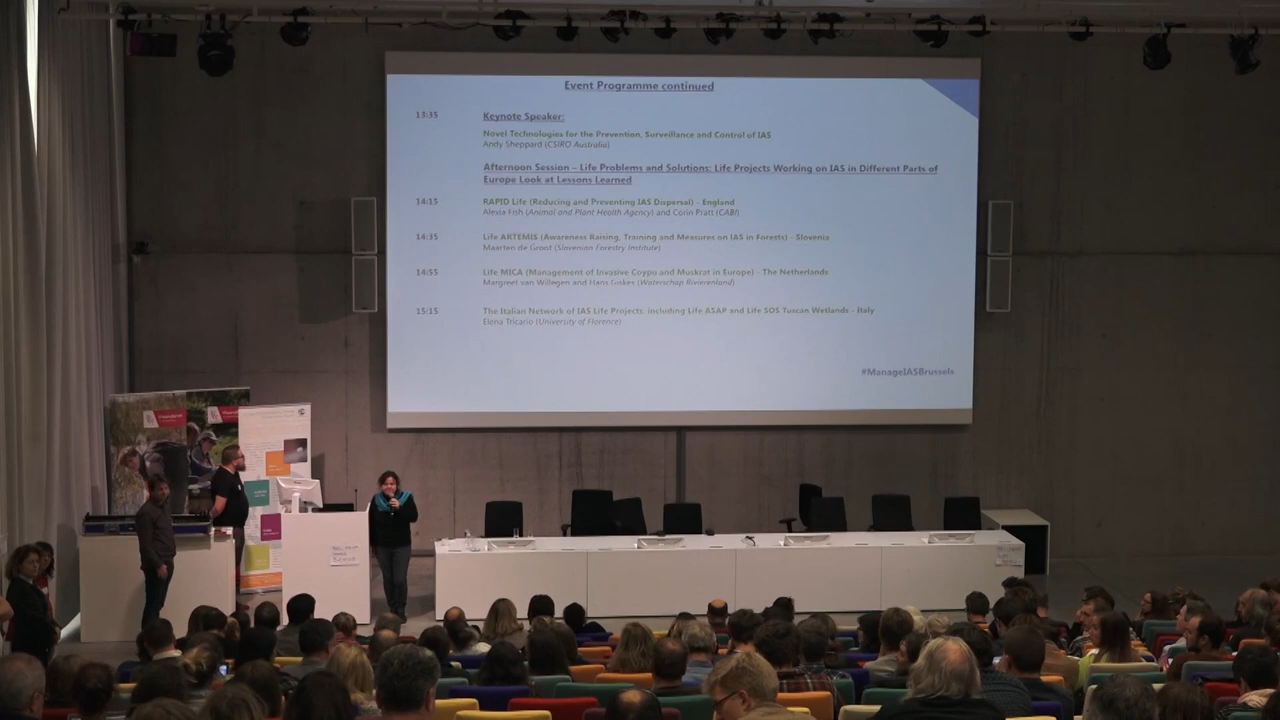 Event Programme continued
13:35
Keynote Speaker:
Novel Technologies for the Prevention, Surveillance and Control of IAS
Andy Sheppard (CSIRO Australia)
Afternoon Session – Life Problems and Solutions: Life Projects Working on IAS in Different Parts of
Europe Look at Lessons Learned
14:15
RAPID Life (Reducing and Preventing IAS Dispersal) - England
Alexia Fish (Animal and Plant Health Agency) and Corin Pratt (CABI)
14:35
Life ARTEMIS (Awareness Raising, Training and Measures on IAS in Forests) - Slovenia
Maarten de Groot (Slovenian Forestry Institute)
14:55
Life MICA (Management of Invasive Coypu and Muskrat in Europe) - The Netherlands
Margreet van Willegen and Hans (Waterschap Rivierenland)
15:15
The Italian Network of IAS Life Projects, including Life ASAP and Life SOS Tuscan Wetlands - Italy
Elena Tricario (University of Florence)
#ManageIASBrussels